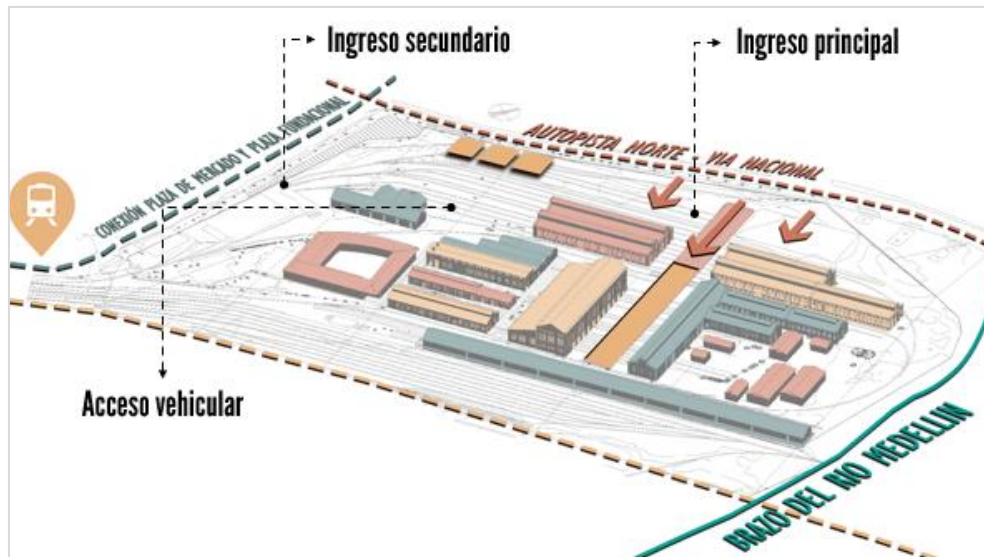 Ingreso secundario
Ingreso principal
AUTOPISTA NORTE - VIA NACIONAL
CONEXIÓN PLAZA DE MERCADO Y PLAZA FUNDACIONAL
Acceso vehicular
BRAZO DEL RIO MEDELLIN